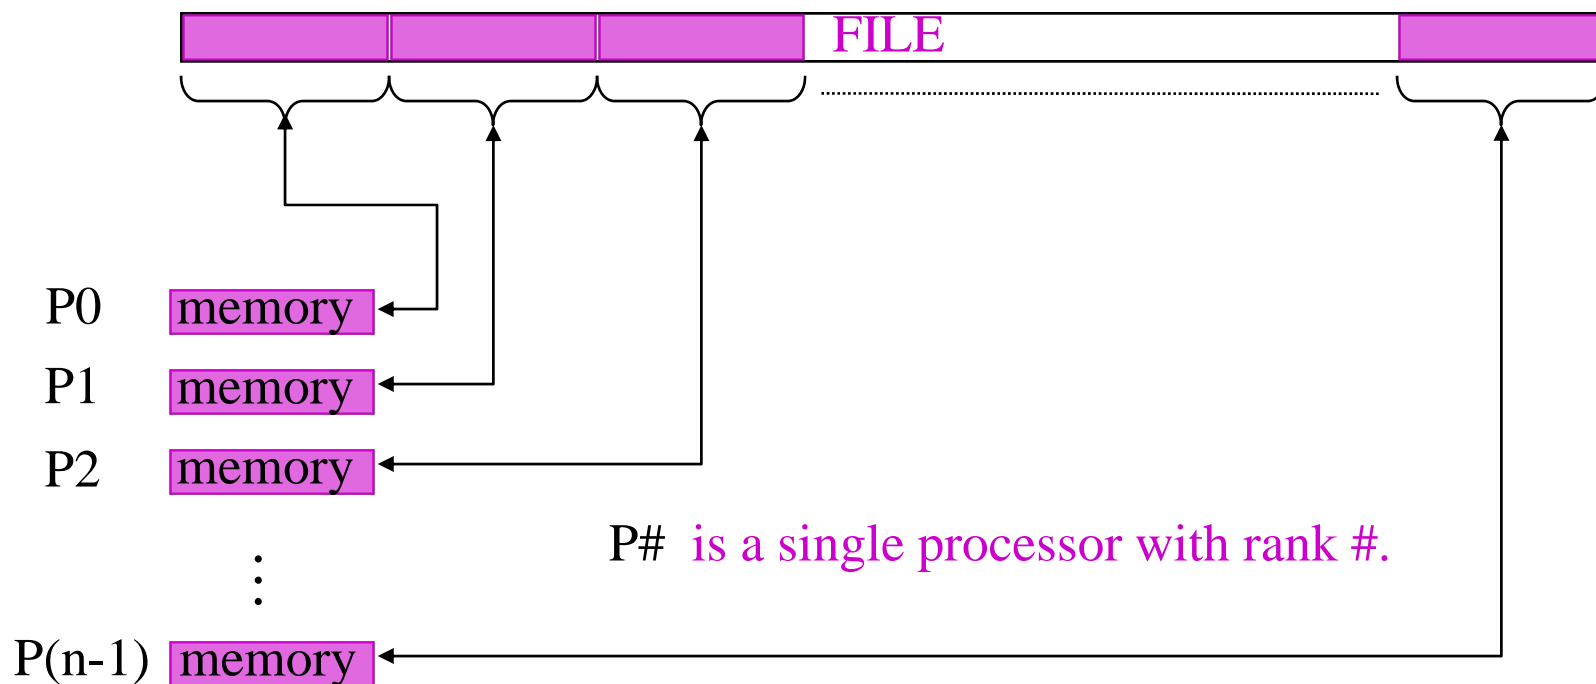 FILE
P0 memory
P1 memory
P2 memory
P# is a single processor with rank #.
P(n-1) memory